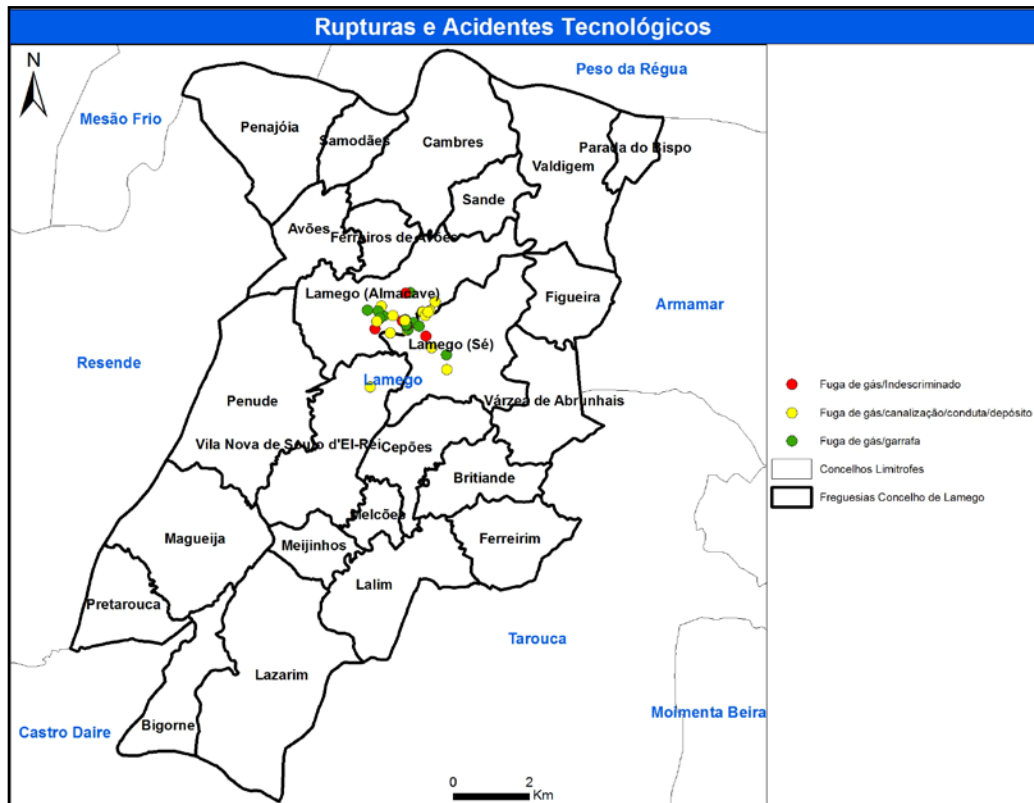 Rupturas e Acidentes Tecnológicos
N
Peso da Régua
Mesão Frio
Penajóia
Samodães
Cambres
Parada do Bispo
Valdigem
Sande
Avões
Ferreiros de Avões
Lamego (Almacave)
Figueira
Armamar
Lamego (Sé)
Resende
Lamego
Penude
Várzea de Abrunhais
Vila Nova de Souto d'El-Rei
Cepões
Britiande
Melcões
Magueija
Meijinhos
Ferreirim
Lalim
Pretarouca
Tarouca
Lazarim
Moimenta Beira
Castro Daire
Bigorne
0 2
Km
Fuga de gás/Indescriminado
Fuga de gás/canalização/conduta/depósito
Fuga de gás/garrafa
Concelhos Limitrofes
Freguesias Concelho de Lamego